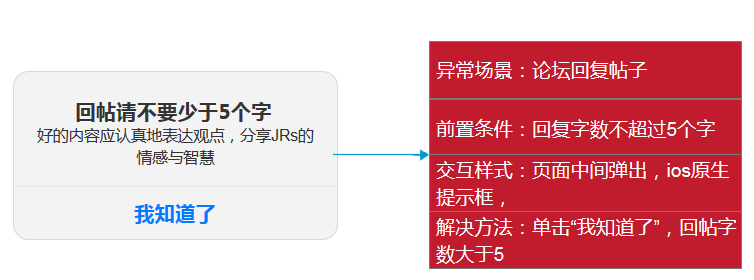 回帖请不要少于5个字
好的内容应认真地表达观点，分享JRs的
情感与智慧
我知道了
异常场景：论坛回复帖子
前置条件：回复字数不超过5个字
交互样式：页面中间弹出，ios原生
提示框，
解决方法：单击“我知道了”，回帖字
数大于5